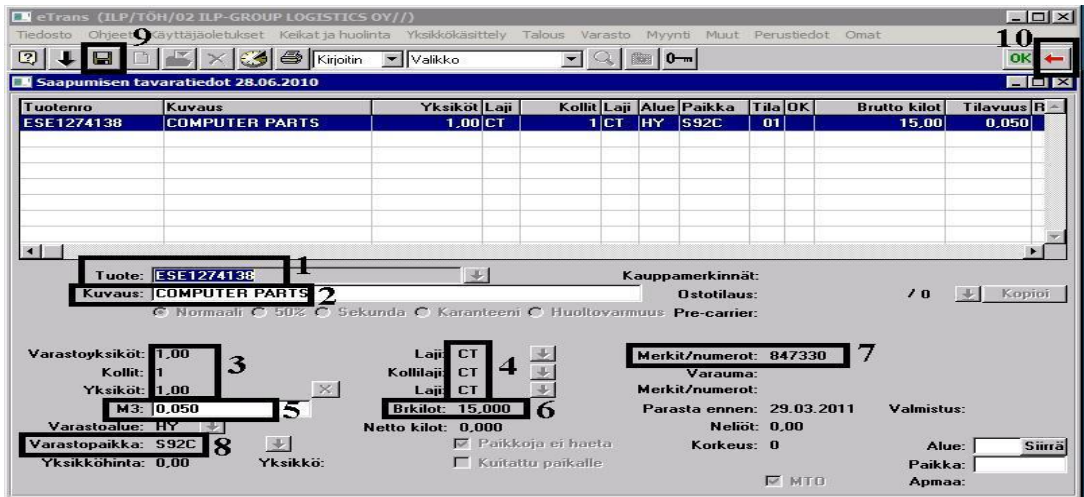 eTrans (ILP/TÖH/02 ILP-GROUP LOGISTICS OY//)
Tiedosto Ohjeet Käyttäjäoletukset Keikat ja huolinta Yksikkökäsittely Talous Varasto Myynti Muut Perustiedot Omat
9 10
Kirjoitin Valikko OK
Saapumisen tavaratiedot 28.06.2010
Tuotenro Kuvaus Yksiköt Laji Kollit Laji Alue Paikka Tila OK Brutto kilot Tilavuus R
ESE1274138 COMPUTER PARTS 1,00 CT 1 CT HY S92C 01 15,00 0,050
Tuote: ESE1274138 1 Kauppamerkinnät:
Kuvaus: COMPUTER PARTS 2 Ostotilaus: / 0 Kopioi
Normaali 50% Sekunda Karanteeni Huoltovarmuus Pre-carrier:
Varastoyksiköt: 1,00 Laji: CT Merkit/numerot: 847330 7
Kollit: 1 3 Kollilaji: CT 4 Varauma:
Yksiköt: 1,00 Laji: CT Merkit/numerot:
M3: 0,050 5 Brkilot: 15,000 6 Parasta ennen: 29.03.2011 Valmistus:
Varastoalue: HY Netto kilot: 0,000 Neliöt: 0,00
Varastopaikka: S92C 8 Paikkoja ei haeta Korkeus: 0 Alue: Siirrä
Yksikköhinta: 0,00 Yksikkö: Kuitattu paikalle Paikka:
MTO Apmaa: